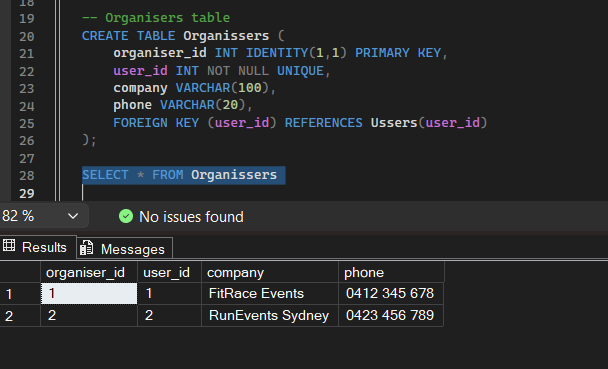 18
19 -- Organisers table
20 CREATE TABLE Organissers (
21 organiser_id INT IDENTITY(1,1) PRIMARY KEY,
22 user_id INT NOT NULL UNIQUE,
23 company VARCHAR(100),
24 phone VARCHAR(20),
25 FOREIGN KEY (user_id) REFERENCES Ussers(user_id)
26 );
27
28 SELECT * FROM Organissers
29
82 % No issues found
Results Messages
organiser_id user_id company phone
1 1 1 FitRace Events 0412 345 678
2 2 2 RunEvents Sydney 0423 456 789